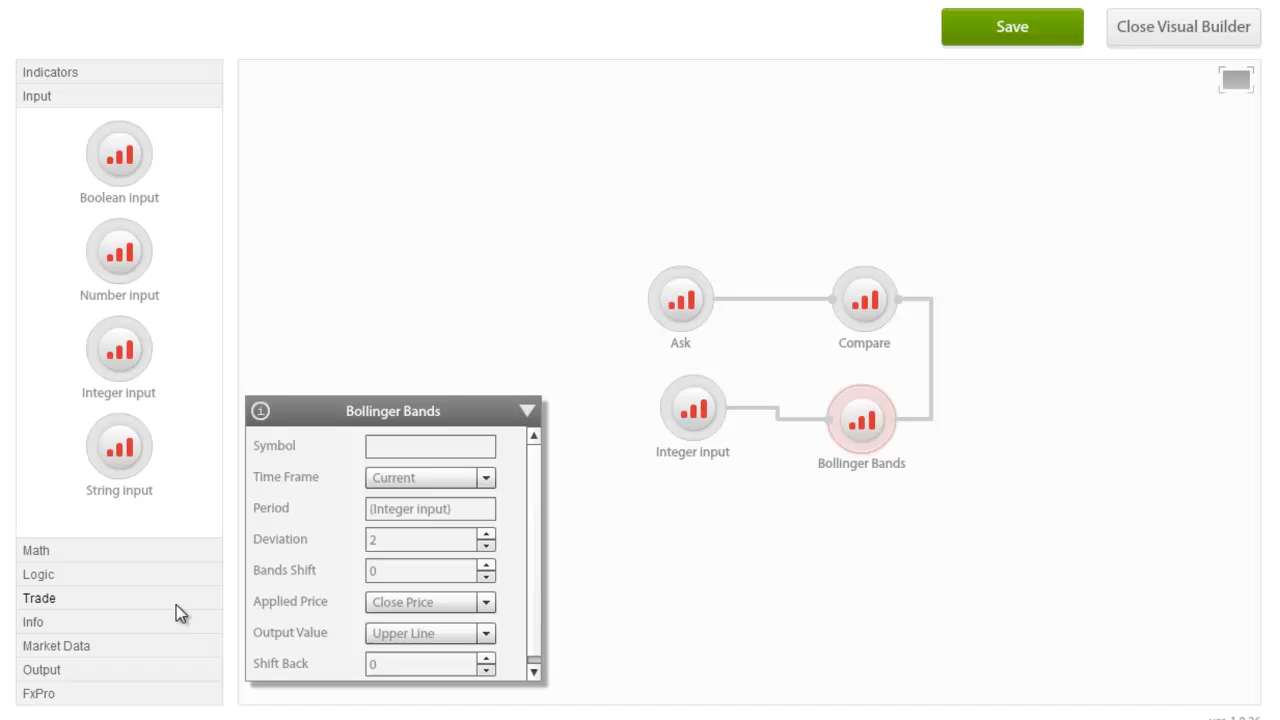 Save
Close Visual Builder
Indicators
Input
Boolean input
Number input
Integer input
String input
Math
Logic
Trade
Info
Market Data
Output
FxPro
Ask
Compare
Integer input
Bollinger Bands
Bollinger Bands
Symbol
Time Frame Current
Period {Integer input}
Deviation 2
Bands Shift 0
Applied Price Close Price
Output Value Upper Line
Shift Back 0